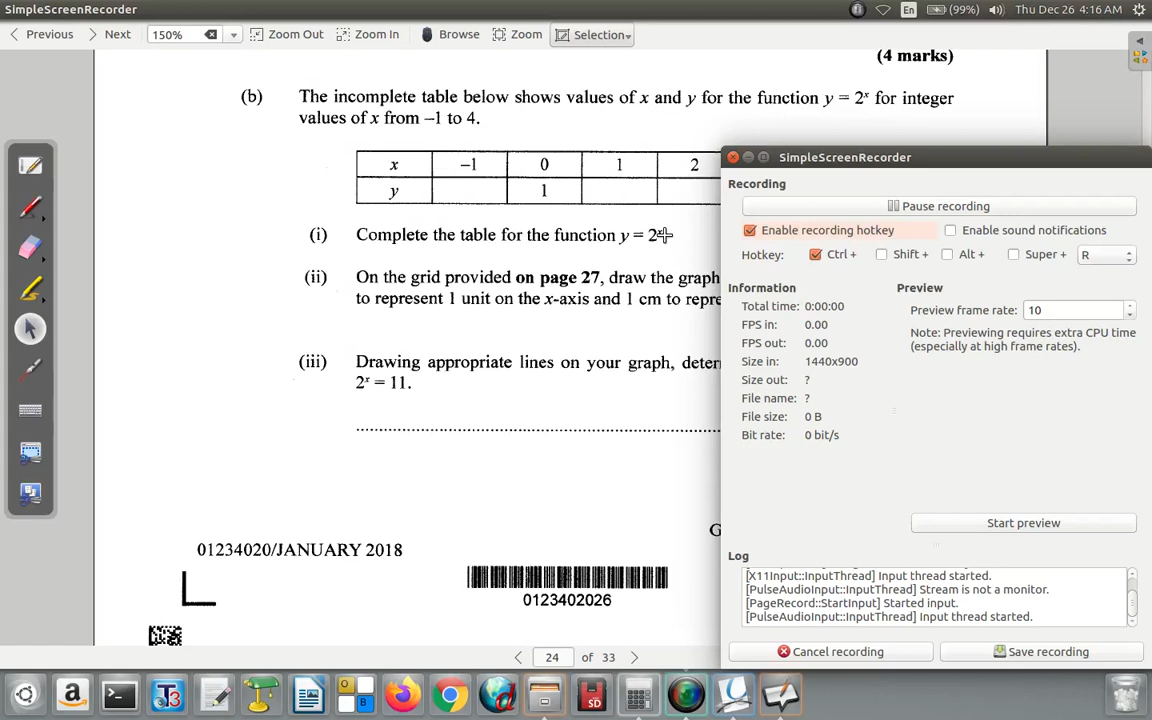 SimpleScreenRecorder
En (99%) Thu Dec 26 4:16 AM
Previous Next 150% Zoom Out Zoom In Browse Zoom Selection
(4 marks)
(b) The incomplete table below shows values of x and y for the function y = 2ˣ for integer
values of x from –1 to 4.
x –1 0 1 2
y 1
(i) Complete the table for the function y = 2ˣ
(ii) On the grid provided on page 27, draw the graph
to represent 1 unit on the x-axis and 1 cm to repre
(iii) Drawing appropriate lines on your graph, deter
2ˣ = 11.
01234020/JANUARY 2018
G
0123402026
24 of 33
SimpleScreenRecorder
Recording
Pause recording
Enable recording hotkey Enable sound notifications
Hotkey: Ctrl + Shift + Alt + Super + R
Information
Total time: 0:00:00
FPS in: 0.00
FPS out: 0.00
Size in: 1440x900
Size out: ?
File name: ?
File size: 0 B
Bit rate: 0 bit/s
Preview
Preview frame rate: 10
Note: Previewing requires extra CPU time
(especially at high frame rates).
Start preview
Log
[X11Input::InputThread] Input thread started.
[PulseAudioInput::InputThread] Stream is not a monitor.
[PageRecord::StartInput] Started input.
[PulseAudioInput::InputThread] Input thread started.
Cancel recording Save recording